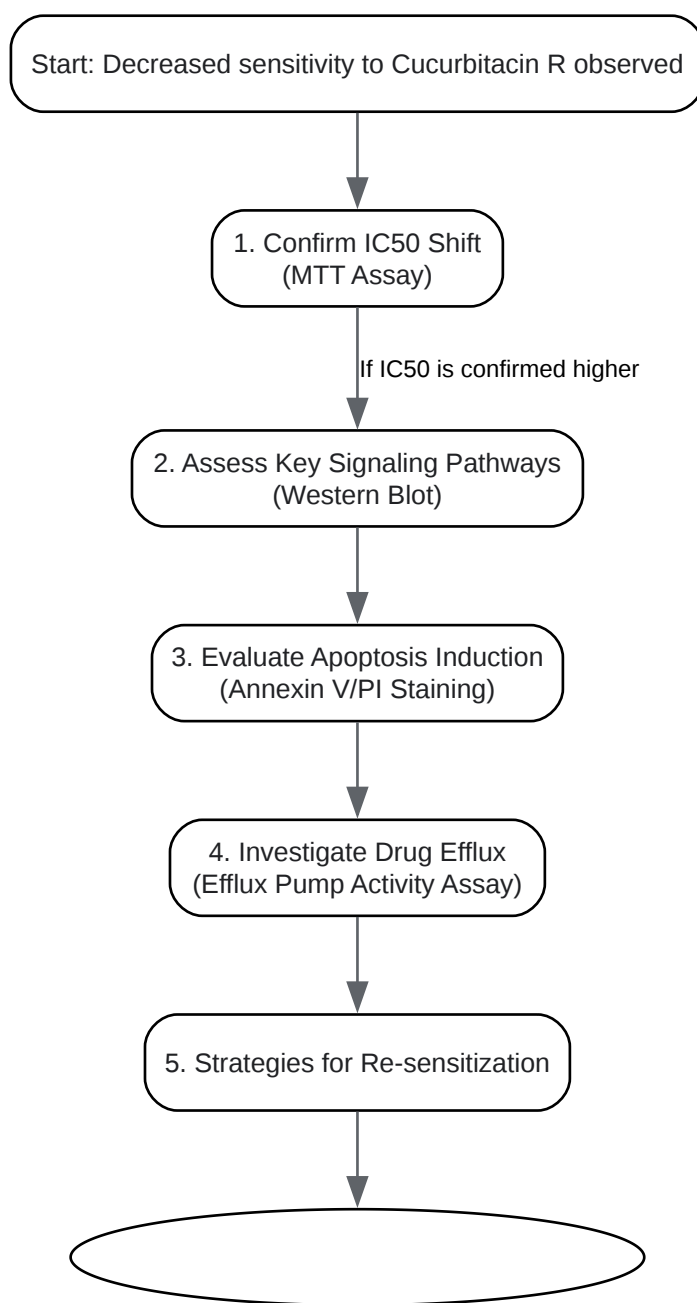 Start: Decreased sensitivity to Cucurbitacin R observed
1. Confirm IC50 Shift
(MTT Assay)
If IC50 is confirmed higher
2. Assess Key Signaling Pathways
(Western Blot)
3. Evaluate Apoptosis Induction
(Annexin V/PI Staining)
4. Investigate Drug Efflux
(Efflux Pump Activity Assay)
5. Strategies for Re-sensitization